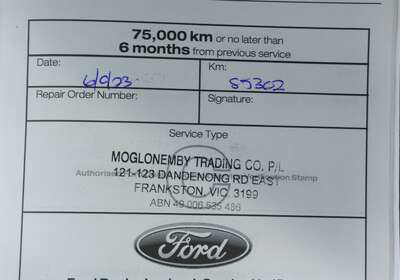 75,000 km or no later than
6 months from previous service
Date: Km:
6/9/23 85302
Repair Order Number: Signature:
Service Type
MOGLONEMBY TRADING CO. P/L
121-123 DANDENONG RD EAST
FRANKSTON, VIC. 3199
ABN 49 006 535 486
Ford